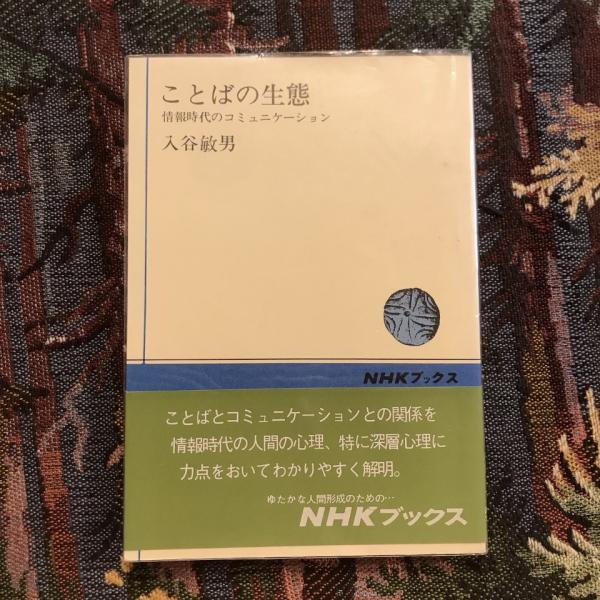 ことばの生態
情報時代のコミュニケーション
入谷敏男
NHKブックス
ことばとコミュニケーションとの関係を
情報時代の人間の心理、特に深層心理に
力点をおいてわかりやすく解明。
ゆたかな人間形成のための…
NHKブックス